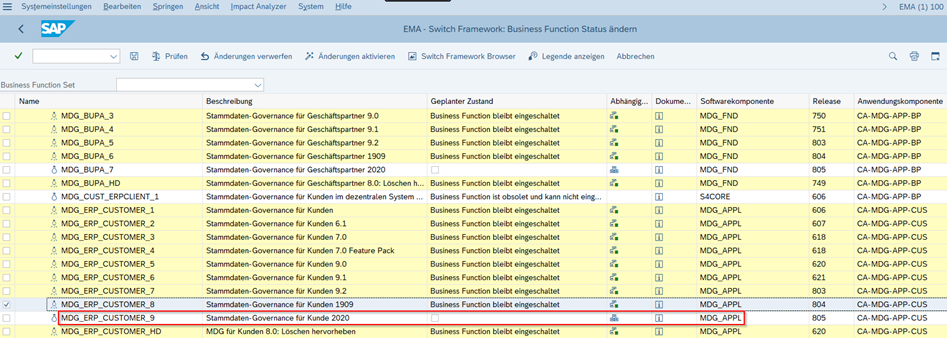 Systemeinstellungen Bearbeiten Springen Ansicht Impact Analyzer System Hilfe EMA (1) 100
SAP EMA - Switch Framework: Business Function Status ändern
Prüfen Änderungen verwerfen Änderungen aktivieren Switch Framework Browser Legende anzeigen Abbrechen
Business Function Set
Name Beschreibung Geplanter Zustand Abhängig... Dokume... Softwarekomponente Release Anwendungskomponente
MDG_BUPA_3 Stammdaten-Governance für Geschäftspartner 9.0 Business Function bleibt eingeschaltet MDG_FND 750 CA-MDG-APP-BP
MDG_BUPA_4 Stammdaten-Governance für Geschäftspartner 9.1 Business Function bleibt eingeschaltet MDG_FND 751 CA-MDG-APP-BP
MDG_BUPA_5 Stammdaten-Governance für Geschäftspartner 9.2 Business Function bleibt eingeschaltet MDG_FND 803 CA-MDG-APP-BP
MDG_BUPA_6 Stammdaten-Governance für Geschäftspartner 1909 Business Function bleibt eingeschaltet MDG_FND 804 CA-MDG-APP-BP
MDG_BUPA_7 Stammdaten-Governance für Geschäftspartner 2020 MDG_FND 805 CA-MDG-APP-BP
MDG_BUPA_HD Stammdaten-Governance für Geschäftspartner 8.0: Löschen h... Business Function bleibt eingeschaltet MDG_FND 749 CA-MDG-APP-BP
MDG_CUST_ERPCLIENT_1 Stammdaten-Governance für Kunden im dezentralen System ... Business Function ist obsolet und kann nicht eing... S4CORE 606 CA-MDG-APP-BP
MDG_ERP_CUSTOMER_1 Stammdaten-Governance für Kunden Business Function bleibt eingeschaltet MDG_APPL 606 CA-MDG-APP-CUS
MDG_ERP_CUSTOMER_2 Stammdaten-Governance für Kunden 6.1 Business Function bleibt eingeschaltet MDG_APPL 607 CA-MDG-APP-CUS
MDG_ERP_CUSTOMER_3 Stammdaten-Governance für Kunden 7.0 Business Function bleibt eingeschaltet MDG_APPL 618 CA-MDG-APP-CUS
MDG_ERP_CUSTOMER_4 Stammdaten-Governance für Kunden 7.0 Feature Pack Business Function bleibt eingeschaltet MDG_APPL 618 CA-MDG-APP-CUS
MDG_ERP_CUSTOMER_5 Stammdaten-Governance für Kunden 9.0 Business Function bleibt eingeschaltet MDG_APPL 620 CA-MDG-APP-CUS
MDG_ERP_CUSTOMER_6 Stammdaten-Governance für Kunden 9.1 Business Function bleibt eingeschaltet MDG_APPL 621 CA-MDG-APP-CUS
MDG_ERP_CUSTOMER_7 Stammdaten-Governance für Kunden 9.2 Business Function bleibt eingeschaltet MDG_APPL 803 CA-MDG-APP-CUS
MDG_ERP_CUSTOMER_8 Stammdaten-Governance für Kunden 1909 Business Function bleibt eingeschaltet MDG_APPL 804 CA-MDG-APP-CUS
MDG_ERP_CUSTOMER_9 Stammdaten-Governance für Kunde 2020 MDG_APPL 805 CA-MDG-APP-CUS
MDG_ERP_CUSTOMER_HD MDG für Kunden 8.0: Löschen hervorheben Business Function bleibt eingeschaltet MDG_APPL 620 CA-MDG-APP-CUS